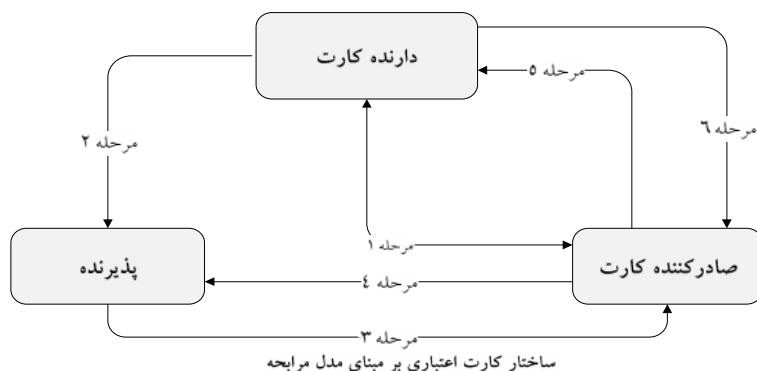 دارنده کارت
مرحله ۵
مرحله ۶
مرحله ۲
پذیرنده
مرحله ۱
صادرکننده کارت
مرحله ٤
مرحله ۳
ساختار کارت اعتباری بر مبنای مدل مرابحه